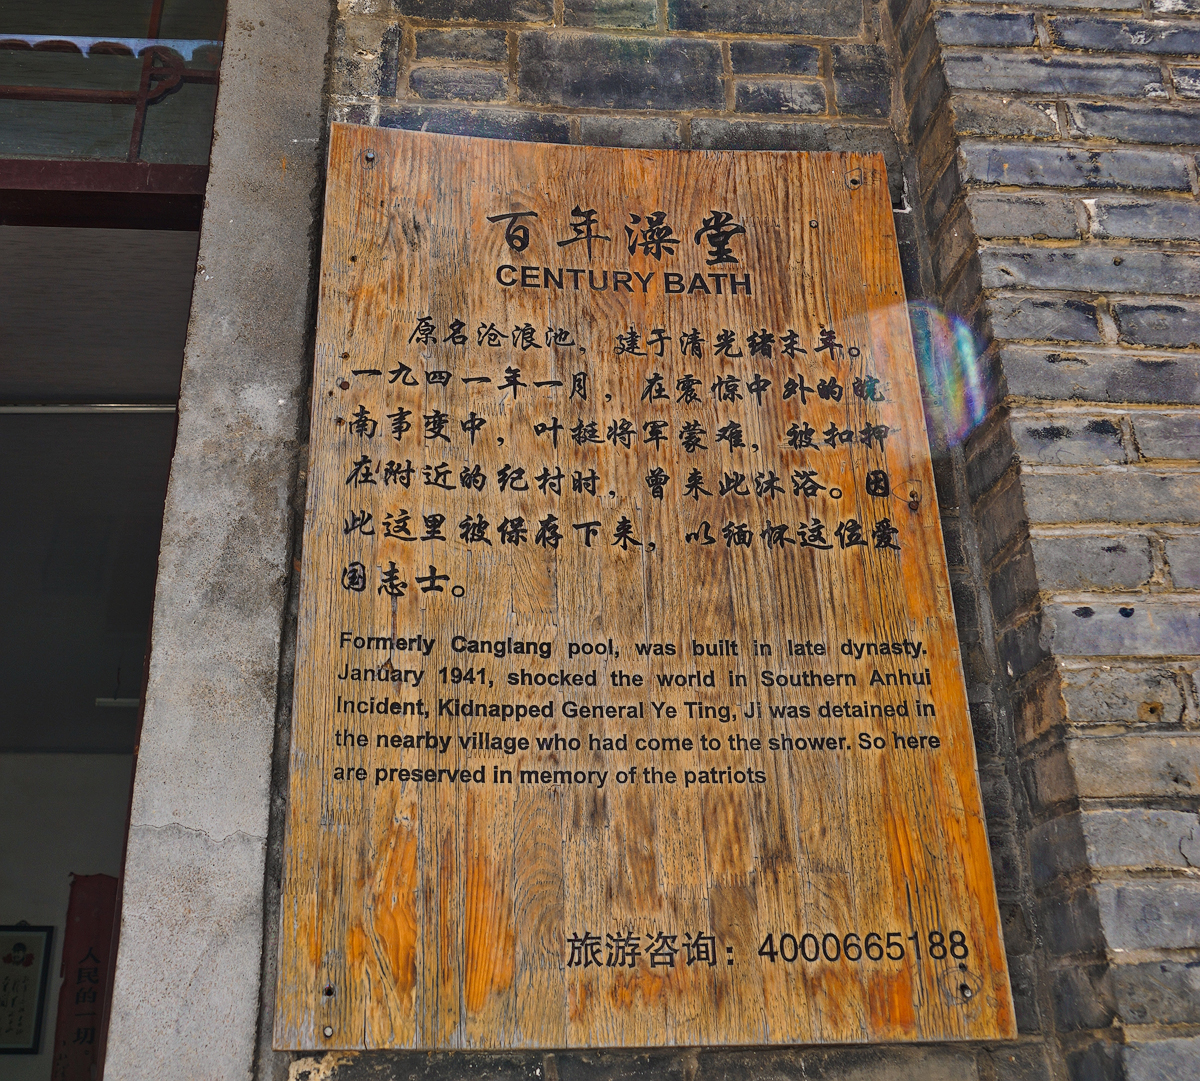 百年澡堂
CENTURY BATH
原名沧浪池，建于清光绪末年。
一九四一年一月，在震惊中外的皖
南事变中，叶挺将军蒙难，被扣押
在附近的纪村时，曾来此沐浴。因
此这里被保存下来，以缅怀这位爱
国志士。
Formerly Canglang pool, was built in late dynasty.
January 1941, shocked the world in Southern Anhui
Incident, Kidnapped General Ye Ting, Ji was detained in
the nearby village who had come to the shower. So here
are preserved in memory of the patriots
旅游咨询：4000665188
人民的一切